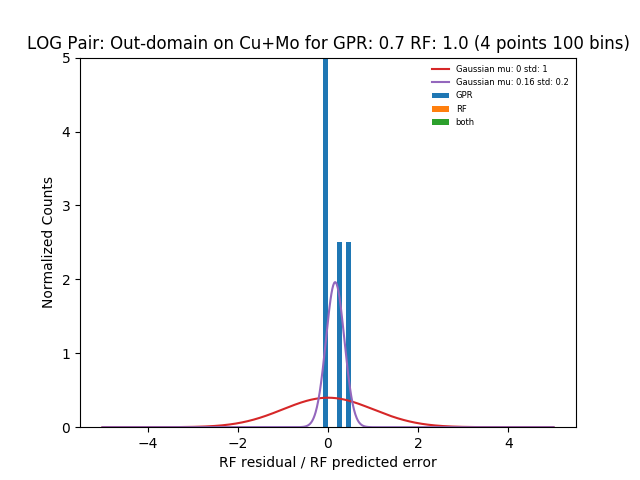 LOG Pair: Out-domain on Cu+Mo for GPR: 0.7 RF: 1.0 (4 points 100 bins)
Gaussian mu: 0 std: 1
Gaussian mu: 0.16 std: 0.2
GPR
RF
both
Normalized Counts
5
4
3
2
1
0
−4
−2
0
2
4
RF residual / RF predicted error